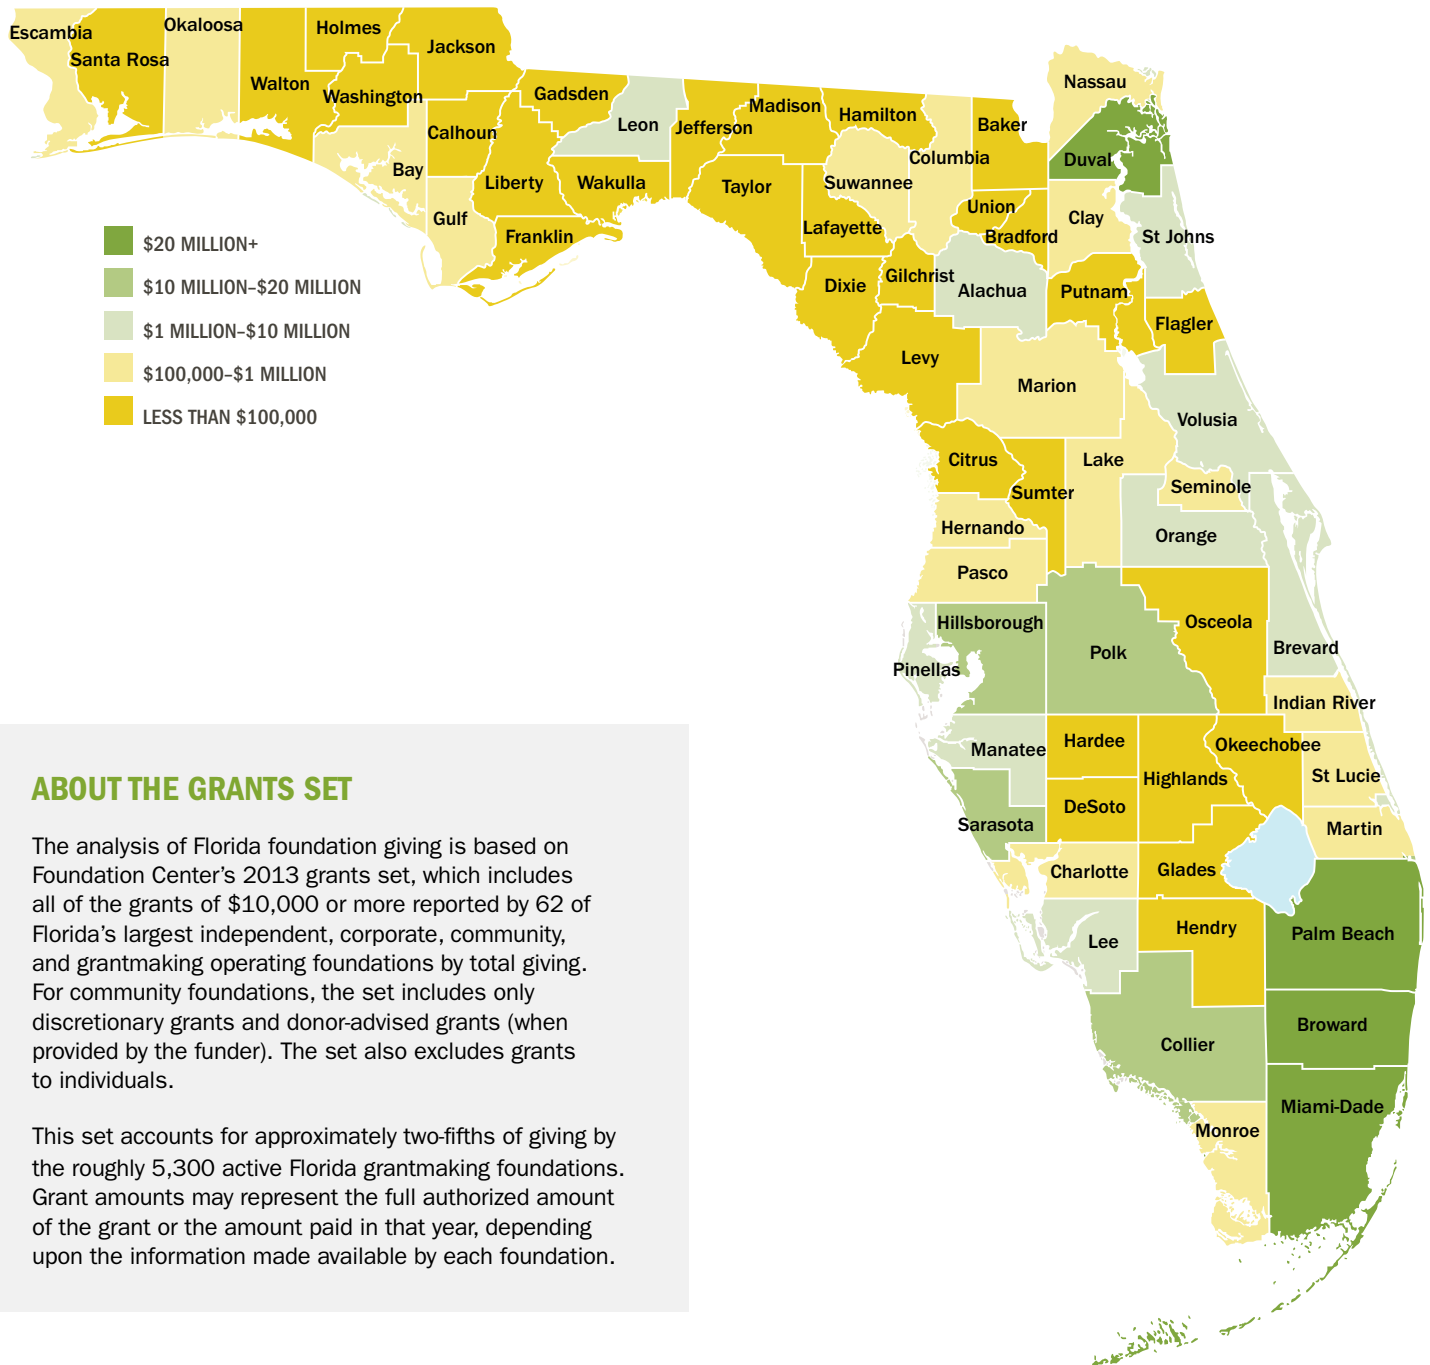 Escambia
Okaloosa
Holmes
Jackson
Santa Rosa
Walton
Washington
Gadsden
Leon
Jefferson
Madison
Hamilton
Nassau
Calhoun
Columbia
Baker
Duval
Bay
Liberty
Wakulla
Taylor
Suwannee
Gulf
Franklin
Lafayette
Union
Bradford
Clay
St Johns
Dixie
Gilchrist
Alachua
Putnam
Flagler
Levy
Marion
Volusia
Citrus
Lake
Sumter
Seminole
Hernando
Orange
Pasco
Hillsborough
Osceola
Polk
Brevard
Pinellas
Indian River
Manatee
Hardee
Okeechobee
Highlands
St Lucie
DeSoto
Sarasota
Martin
Charlotte
Glades
Lee
Hendry
Palm Beach
Broward
Collier
Miami-Dade
Monroe
$20 MILLION+
$10 MILLION–$20 MILLION
$1 MILLION–$10 MILLION
$100,000–$1 MILLION
LESS THAN $100,000
ABOUT THE GRANTS SET
The analysis of Florida foundation giving is based on
Foundation Center’s 2013 grants set, which includes
all of the grants of $10,000 or more reported by 62 of
Florida’s largest independent, corporate, community,
and grantmaking operating foundations by total giving.
For community foundations, the set includes only
discretionary grants and donor-advised grants (when
provided by the funder). The set also excludes grants
to individuals.
This set accounts for approximately two-fifths of giving by
the roughly 5,300 active Florida grantmaking foundations.
Grant amounts may represent the full authorized amount
of the grant or the amount paid in that year, depending
upon the information made available by each foundation.